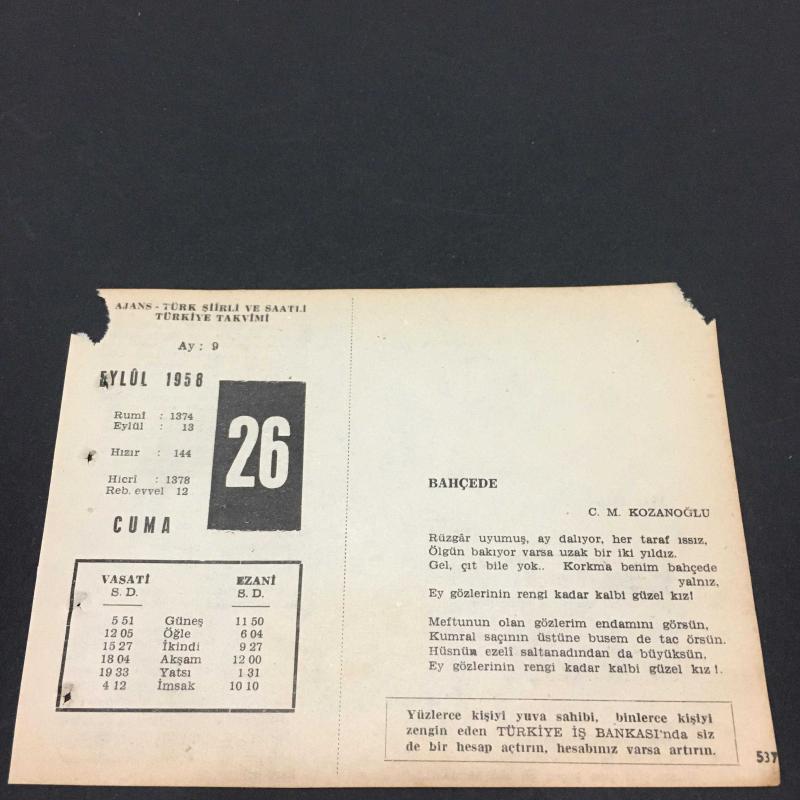 AJANS - TÜRK ŞİİRLİ VE SAATLİ
TÜRKİYE TAKVİMİ
Ay : 9
EYLÛL 1958
26
Rumî : 1374
Eylûl : 13
Hızır : 144
Hicrî : 1378
Reb. evvel 12
CUMA
VASATİ EZANİ
S. D. S. D.
5 51 Güneş 11 50
12 05 Öğle 6 04
15 27 İkindi 9 27
18 04 Akşam 12 00
19 33 Yatsı 1 31
4 12 İmsak 10 10
BAHÇEDE
C. M. KOZANOĞLU
Rüzgâr uyumuş, ay dalıyor, her taraf ıssız,
Ölgün bakıyor varsa uzak bir iki yıldız.
Gel, çıt bile yok.. Korkma benim bahçede
yalnız,
Ey gözlerinin rengi kadar kalbi güzel kız!
Meftunun olan gözlerim endamını görsün,
Kumral saçının üstüne busem de tac örsün.
Hüsnün ezelî saltanadından da büyüksün,
Ey gözlerinin rengi kadar kalbi güzel kız !.
Yüzlerce kişiyi yuva sahibi, binlerce kişiyi
zengin eden TÜRKİYE İŞ BANKASI'nda siz
de bir hesap açtırın, hesabınız varsa artırın.
537